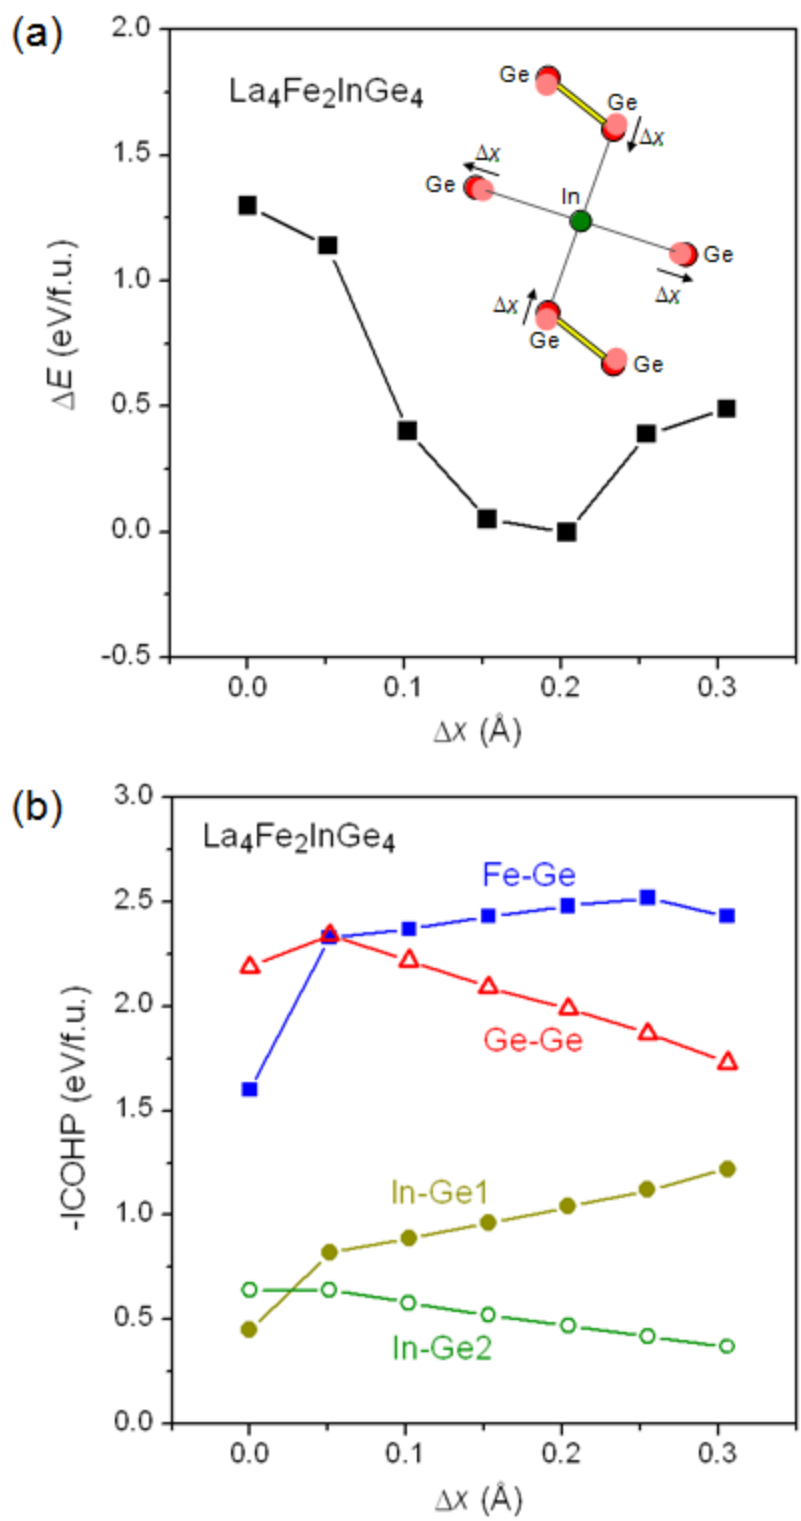 (a)
2.0
La₄Fe₂InGe₄
Ge
Ge
Δx
1.5
Δx
Ge
In
Ge
Δx
1.0
Δx
Ge
Ge
ΔE (eV/f.u.)
0.5
0.0
-0.5
0.0 0.1 0.2 0.3
Δx (Å)
(b)
3.0
La₄Fe₂InGe₄
Fe-Ge
2.5
2.0
Ge-Ge
-ICOHP (eV/f.u.)
1.5
In-Ge1
1.0
0.5
In-Ge2
0.0
0.0 0.1 0.2 0.3
Δx (Å)